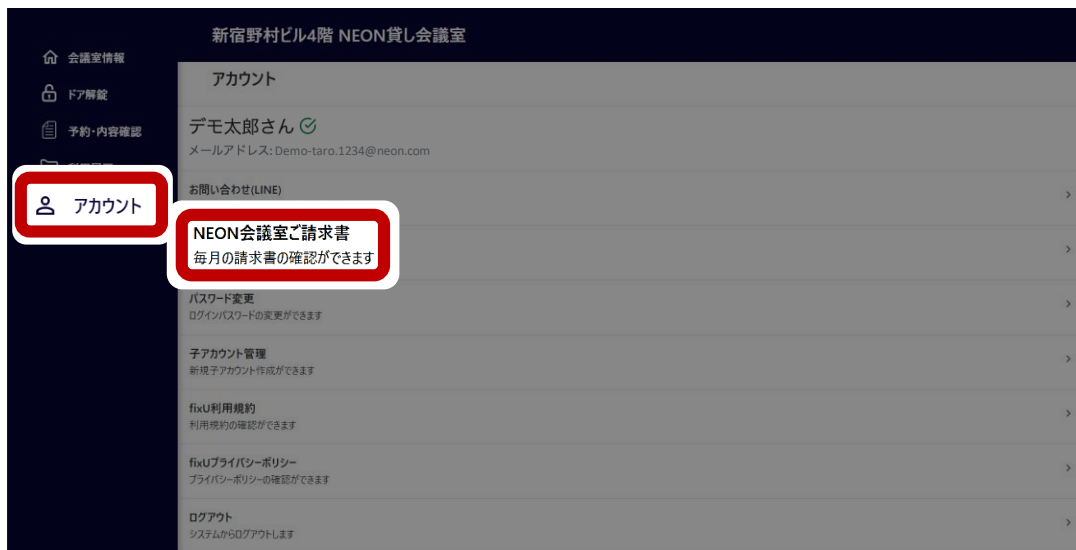 新宿野村ビル4階 NEON貸し会議室
会議室情報
ドア解錠
予約・内容確認
アカウント
アカウント
デモ太郎さん
メールアドレス:Demo-taro.1234@neon.com
お問い合わせ(LINE)
NEON会議室ご請求書
毎月の請求書の確認ができます
パスワード変更
ログインパスワードの変更ができます
子アカウント管理
新規子アカウント作成ができます
fixU利用規約
利用規約の確認ができます
fixUプライバシーポリシー
プライバシーポリシーの確認ができます
ログアウト
システムからログアウトします